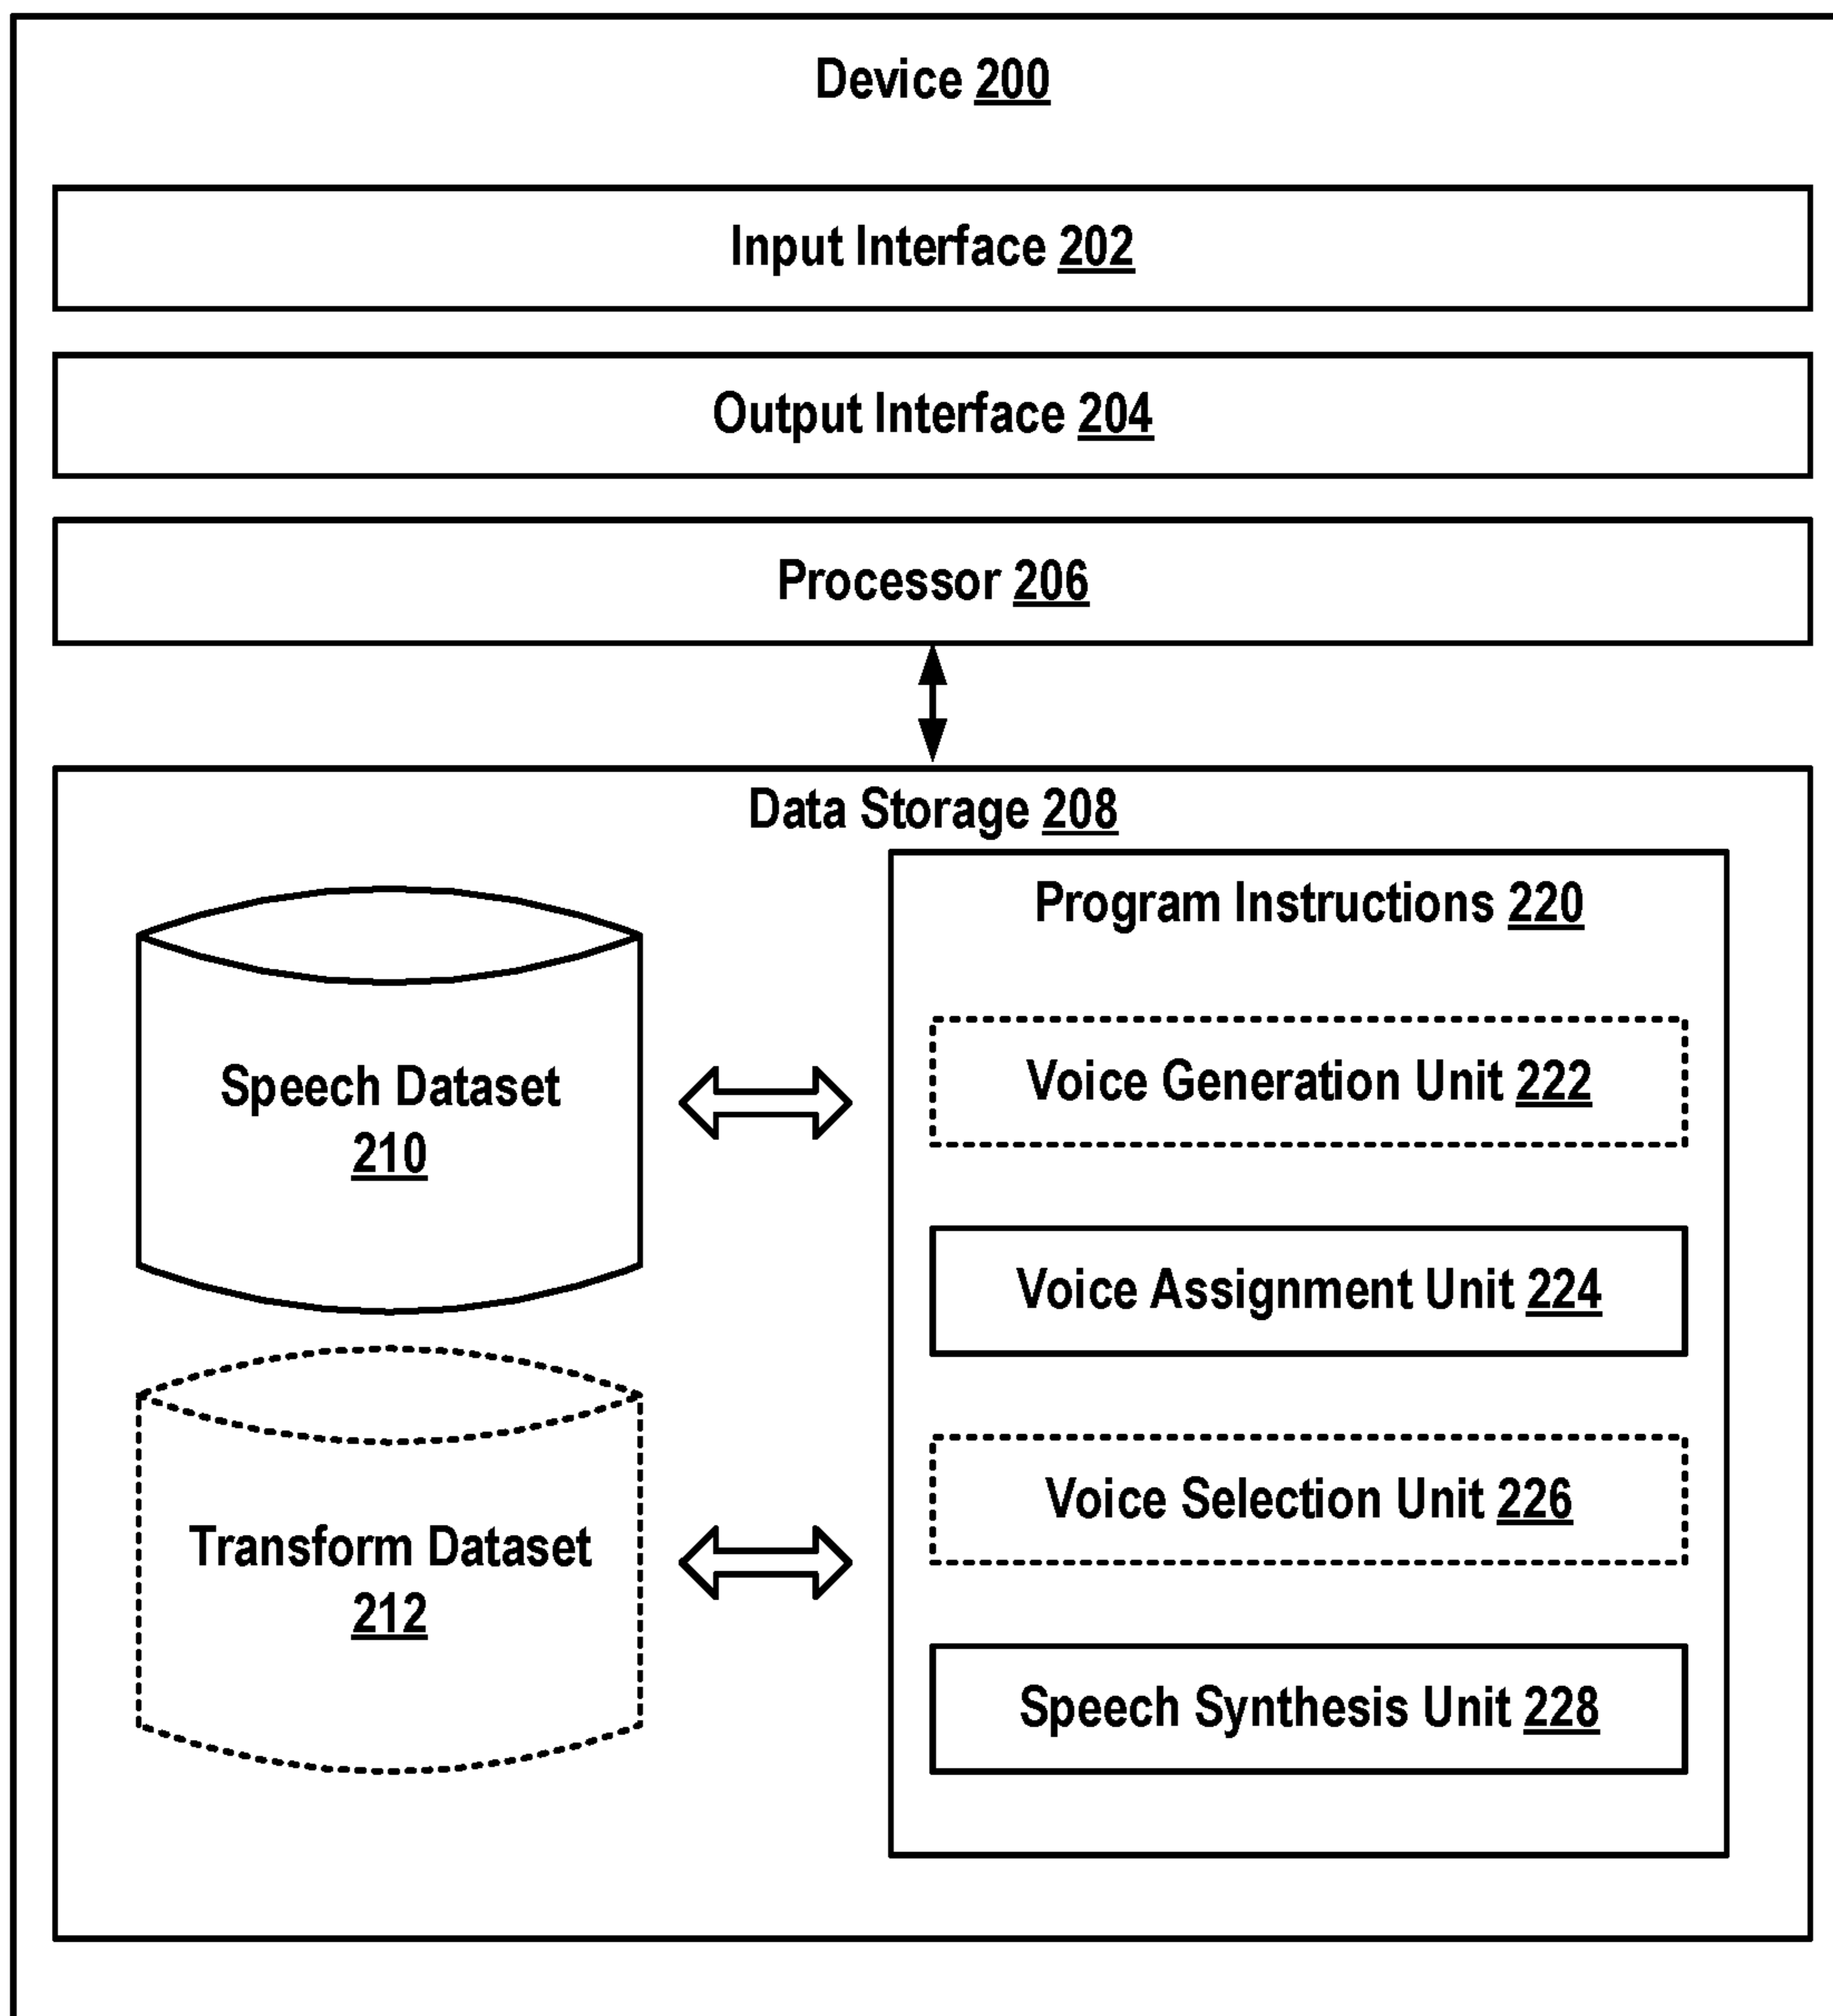 Device 200
Input Interface 202
Output Interface 204
Processor 206
Data Storage 208
Speech Dataset
210
Transform Dataset
212
Program Instructions 220
Voice Generation Unit 222
Voice Assignment Unit 224
Voice Selection Unit 226
Speech Synthesis Unit 228